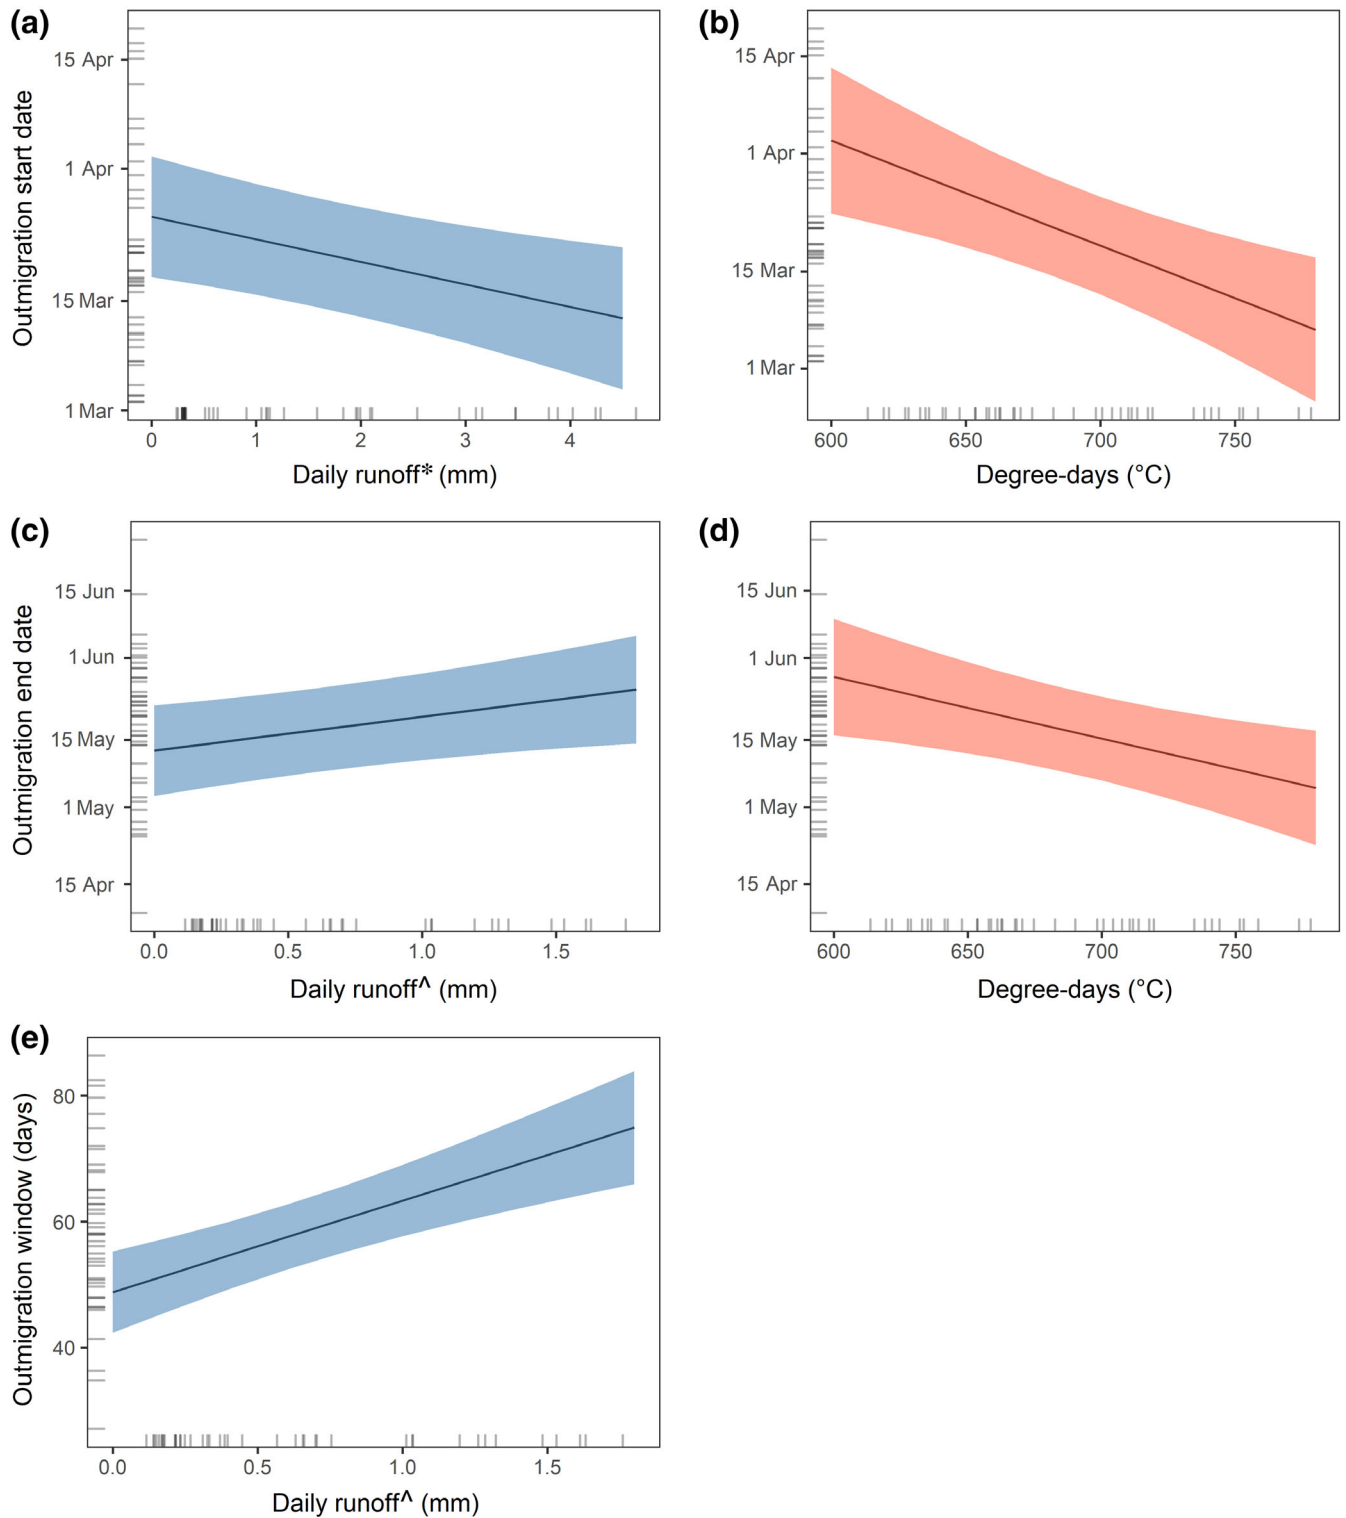 (a)
Outmigration start date
15 Apr
1 Apr
15 Mar
1 Mar
0 1 2 3 4
Daily runoff* (mm)
(b)
15 Apr
1 Apr
15 Mar
1 Mar
600 650 700 750
Degree-days (°C)
(c)
Outmigration end date
15 Jun
1 Jun
15 May
1 May
15 Apr
0.0 0.5 1.0 1.5
Daily runoff^ (mm)
(d)
15 Jun
1 Jun
15 May
1 May
15 Apr
600 650 700 750
Degree-days (°C)
(e)
Outmigration window (days)
80
60
40
0.0 0.5 1.0 1.5
Daily runoff^ (mm)